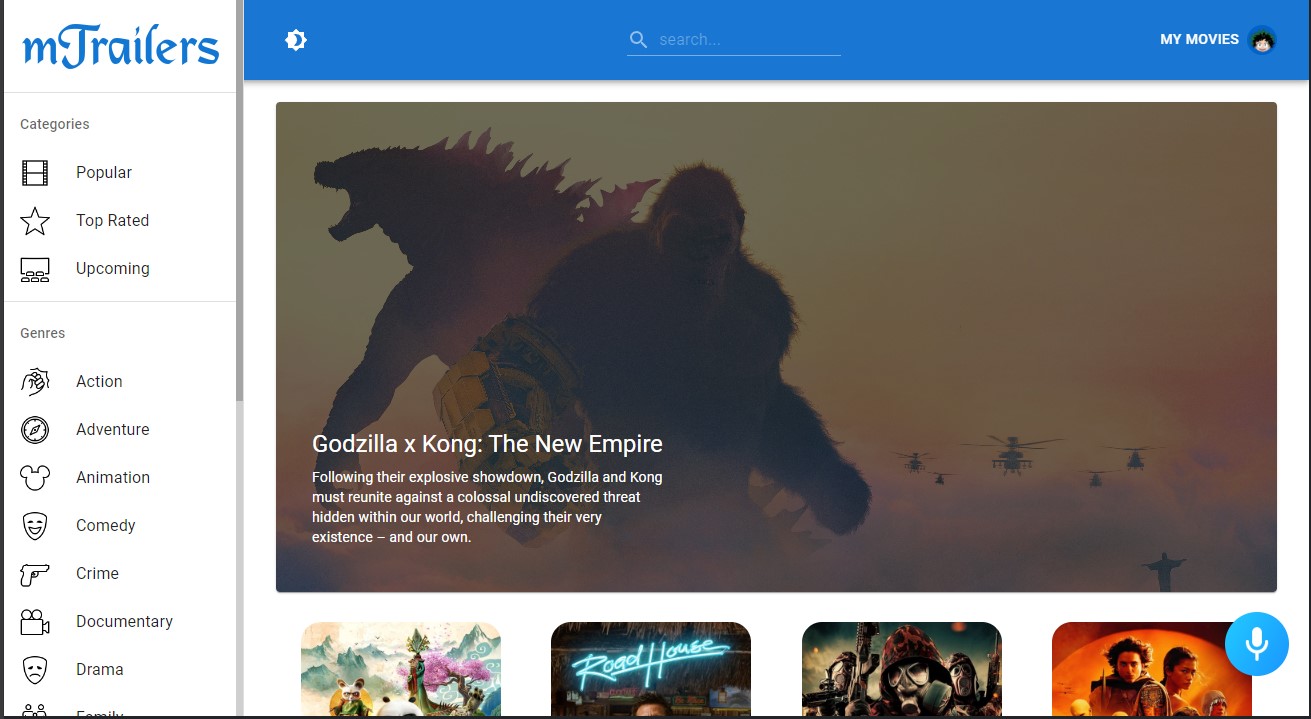 mTrailers
search...
MY MOVIES
Categories
Popular
Top Rated
Upcoming
Genres
Action
Adventure
Animation
Comedy
Crime
Documentary
Drama
Family
Godzilla x Kong: The New Empire
Following their explosive showdown, Godzilla and Kong
must reunite against a colossal undiscovered threat
hidden within our world, challenging their very
existence – and our own.
Road House